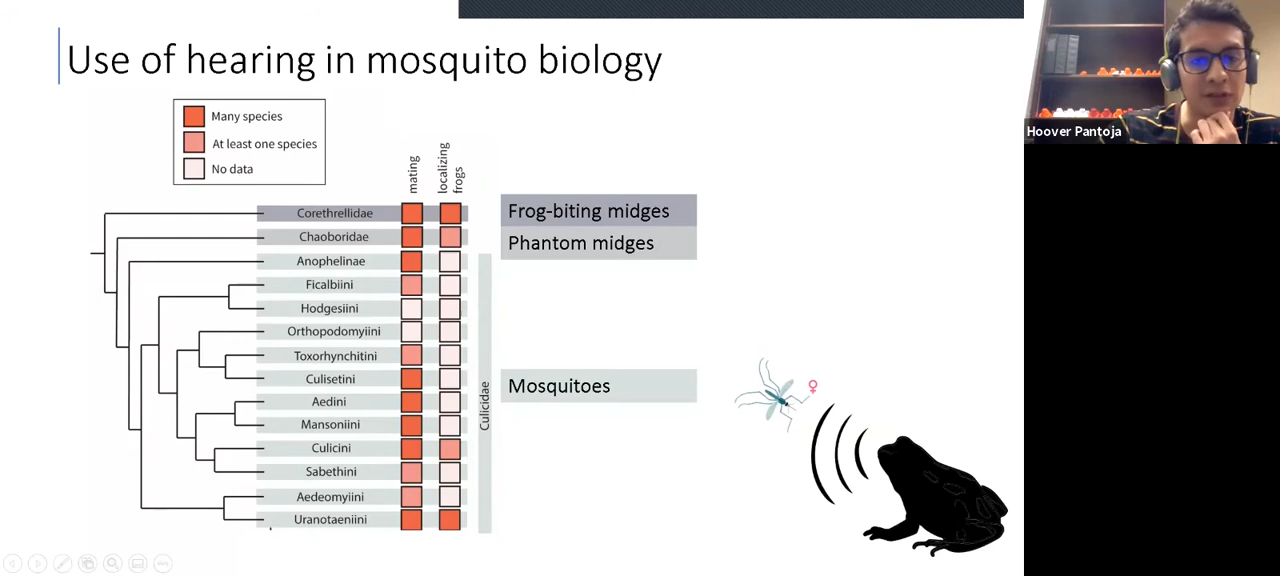 Use of hearing in mosquito biology
Hoover Pantoja
Many species
At least one species
No data
mating
localizing
frogs
Corethrellidae
Chaoboridae
Anophelinae
Ficalbiini
Hodgesiini
Orthopodomyiini
Toxorhynchitini
Culisetini
Aedini
Mansoniini
Culicini
Sabethini
Aedeomyiini
Uranotaeniini
Culicidae
Frog-biting midges
Phantom midges
Mosquitoes
♀